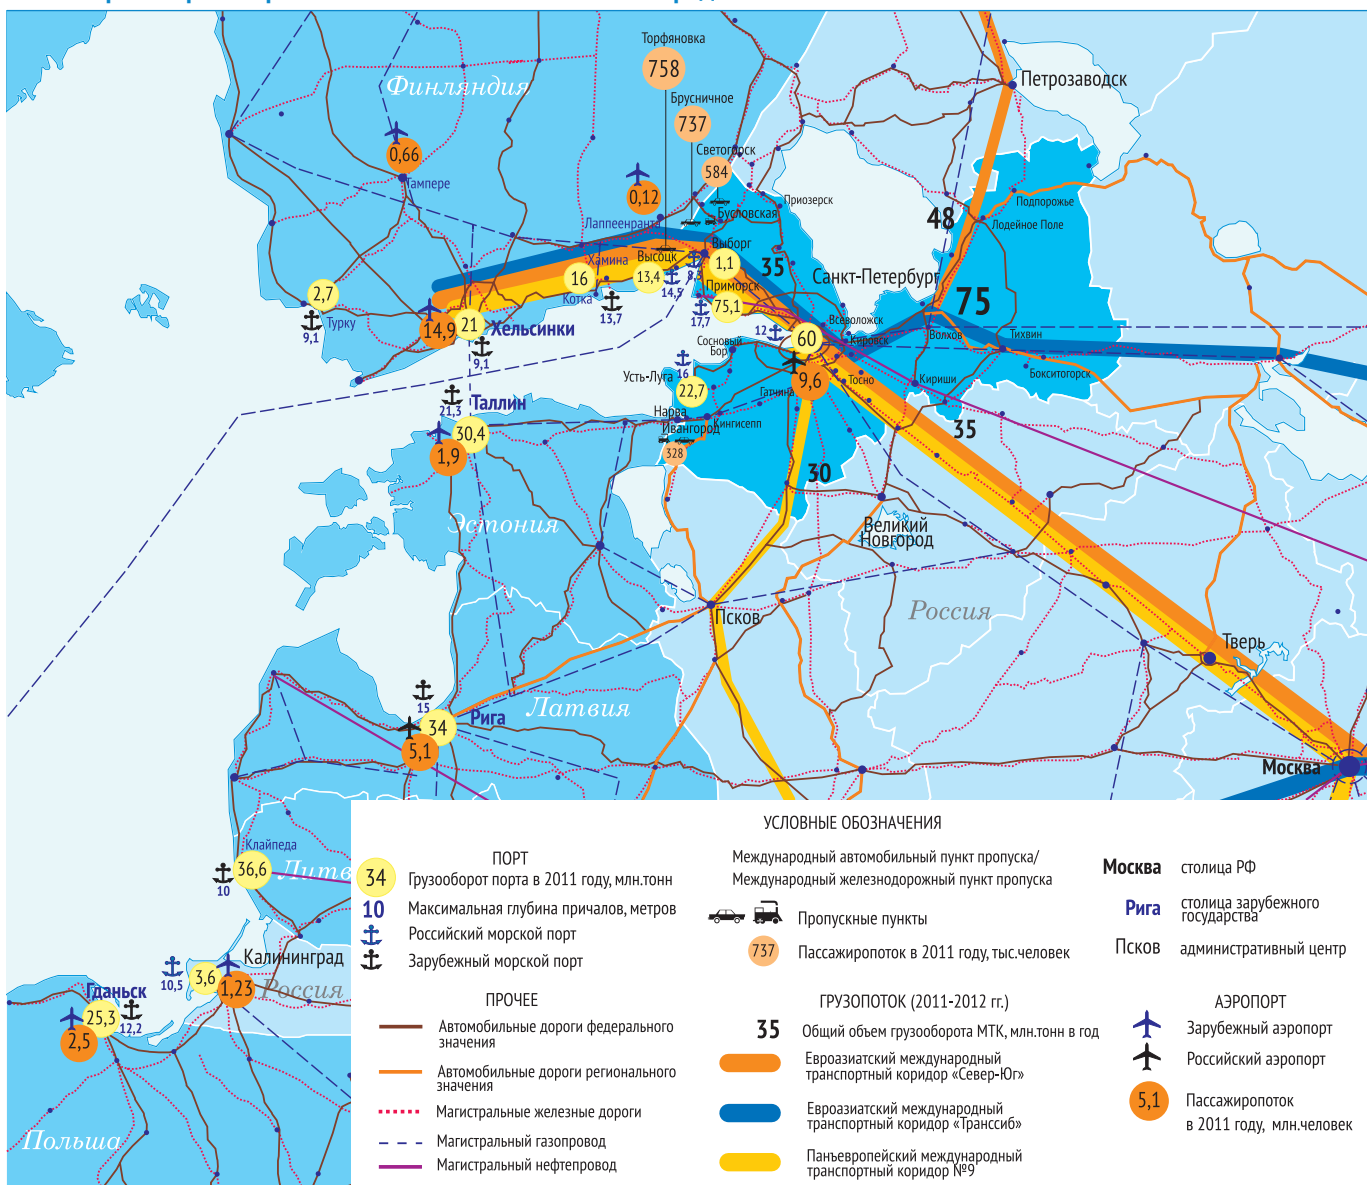 Торфяновка
758
Финляндия
Петрозаводск
Брусничное
737
Светогорск
584
0,66
Тампере
0,12
Лаппеенранта
Бусловская
Приозерск
Подпорожье
48
Лодейное Поле
Выборг
Хамина
Высоцк
1,1
8,3
35
Санкт-Петербург
16
13,4
14,5
Приморск
75
2,7
Котка
13,7
17,7
75,1
Турку
9,1
14,9
21
Хельсинки
9,1
12
60
Всеволожск
Кировск
Волхов
Тихвин
Сосновый
Бор
16
Усть-Луга
22,7
9,6
Тосно
Кириши
Бокситогорск
Гатчина
21,3
Таллин
30,4
1,9
Нарва
Ивангород
Кингисепп
328
35
30
Эстония
Великий
Новгород
Россия
Псков
Тверь
15
Рига
Латвия
34
5,1
Москва
Клайпеда
36,6
10
Литв
Калининград
10,5
3,6
1,23
Россия
Гданьск
25,3
12,2
2,5
Польша
УСЛОВНЫЕ ОБОЗНАЧЕНИЯ
ПОРТ
34
Грузооборот порта в 2011 году, млн.тонн
10
Максимальная глубина причалов, метров
Российский морской порт
Зарубежный морской порт
Международный автомобильный пункт пропуска/
Международный железнодорожный пункт пропуска
Пропускные пункты
737
Пассажиропоток в 2011 году, тыс.человек
Москва
столица РФ
Рига
столица зарубежного
государства
Псков
административный центр
ПРОЧЕЕ
Автомобильные дороги федерального
значения
Автомобильные дороги регионального
значения
Магистральные железные дороги
Магистральный газопровод
Магистральный нефтепровод
ГРУЗОПОТОК (2011-2012 гг.)
35
Общий объем грузооборота МТК, млн.тонн в год
Евроазиатский международный
транспортный коридор «Север-Юг»
Евроазиатский международный
транспортный коридор «Транссиб»
Панъевропейский международный
транспортный коридор №9
АЭРОПОРТ
Зарубежный аэропорт
Российский аэропорт
5,1
Пассажиропоток
в 2011 году, млн.человек